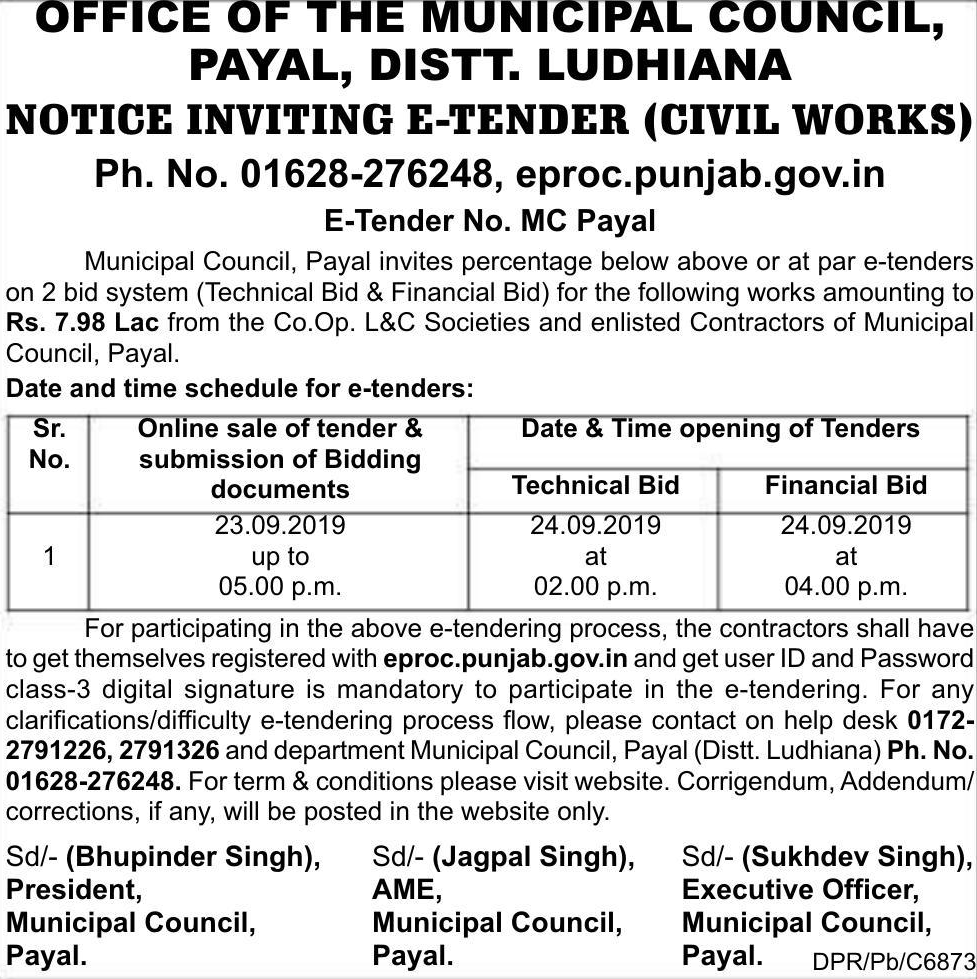 OFFICE OF THE MUNICIPAL COUNCIL,
PAYAL, DISTT. LUDHIANA
NOTICE INVITING E-TENDER (CIVIL WORKS)
Ph. No. 01628-276248, eproc.punjab.gov.in
E-Tender No. MC Payal
Municipal Council, Payal invites percentage below above or at par e-tenders
on 2 bid system (Technical Bid & Financial Bid) for the following works amounting to
Rs. 7.98 Lac from the Co.Op. L&C Societies and enlisted Contractors of Municipal
Council, Payal.
Date and time schedule for e-tenders:
Sr. No.
Online sale of tender &
submission of Bidding
documents
Date & Time opening of Tenders
Technical Bid
Financial Bid
1
23.09.2019
up to
05.00 p.m.
24.09.2019
at
02.00 p.m.
24.09.2019
at
04.00 p.m.
For participating in the above e-tendering process, the contractors shall have
to get themselves registered with eproc.punjab.gov.in and get user ID and Password
class-3 digital signature is mandatory to participate in the e-tendering. For any
clarifications/difficulty e-tendering process flow, please contact on help desk 0172-
2791226, 2791326 and department Municipal Council, Payal (Distt. Ludhiana) Ph. No.
01628-276248. For term & conditions please visit website. Corrigendum, Addendum/
corrections, if any, will be posted in the website only.
Sd/- (Bhupinder Singh),
President,
Municipal Council,
Payal.
Sd/- (Jagpal Singh),
AME,
Municipal Council,
Payal.
Sd/- (Sukhdev Singh),
Executive Officer,
Municipal Council,
Payal.
DPR/Pb/C6873